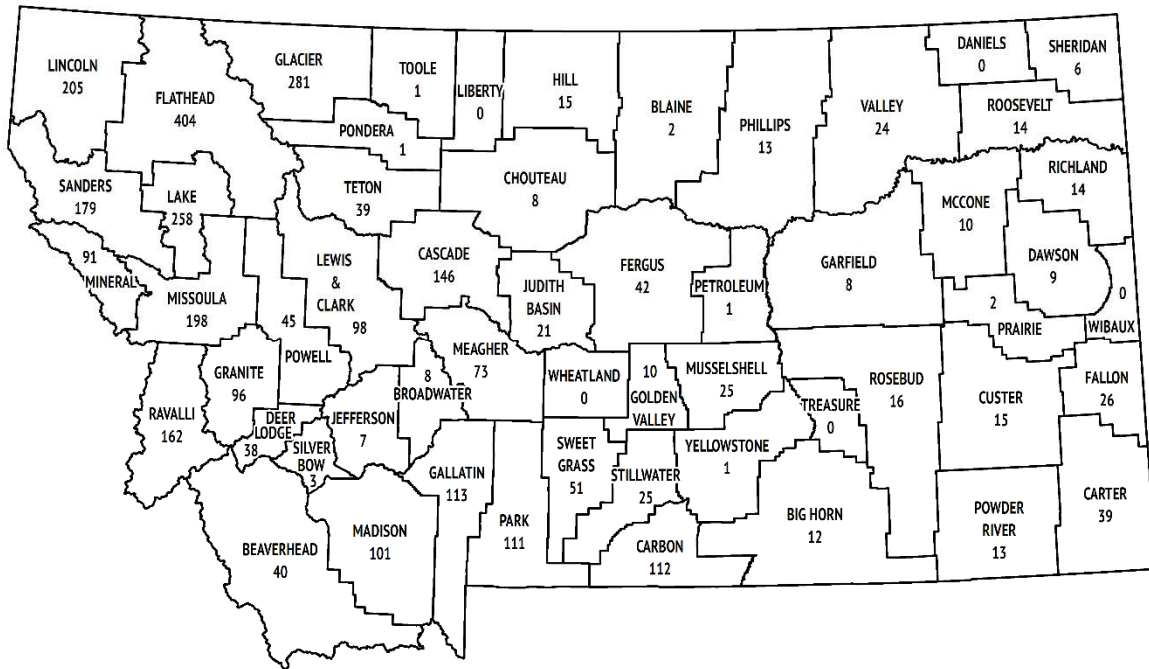 LINCOLN
205
FLATHEAD
404
GLACIER
281
TOOLE
1
LIBERTY
0
HILL
15
BLAINE
2
PHILLIPS
13
VALLEY
24
DANIELS
0
SHERIDAN
6
ROOSEVELT
14
PONDERA
1
SANDERS
179
LAKE
258
TETON
39
CHOUTEAU
8
RICHLAND
14
MCCONE
10
91
MINERAL
MISSOULA
198
45
POWELL
LEWIS
&
CLARK
98
CASCADE
146
JUDITH
BASIN
21
FERGUS
42
PETROLEUM
1
GARFIELD
8
DAWSON
9
2
PRAIRIE
0
WIBAUX
RAVALLI
162
GRANITE
96
DEER
LODGE
38
SILVER
BOW
3
JEFFERSON
7
8
BROADWATER
MEAGHER
73
WHEATLAND
0
10
GOLDEN
VALLEY
MUSSELSHELL
25
TREASURE
0
ROSEBUD
16
CUSTER
15
FALLON
26
BEAVERHEAD
40
MADISON
101
GALLATIN
113
PARK
111
SWEET
GRASS
51
STILLWATER
25
YELLOWSTONE
1
CARBON
112
BIG HORN
12
POWDER
RIVER
13
CARTER
39